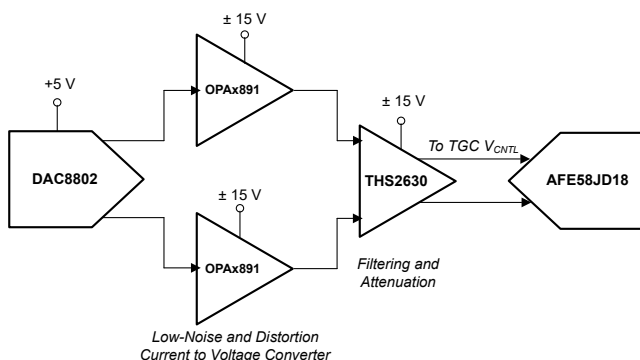 ± 15 V
OPAx891
+5 V
DAC8802
± 15 V
THS2630
To TGC VCNTL
AFE58JD18
± 15 V
OPAx891
Filtering and
Attenuation
Low-Noise and Distortion
Current to Voltage Converter